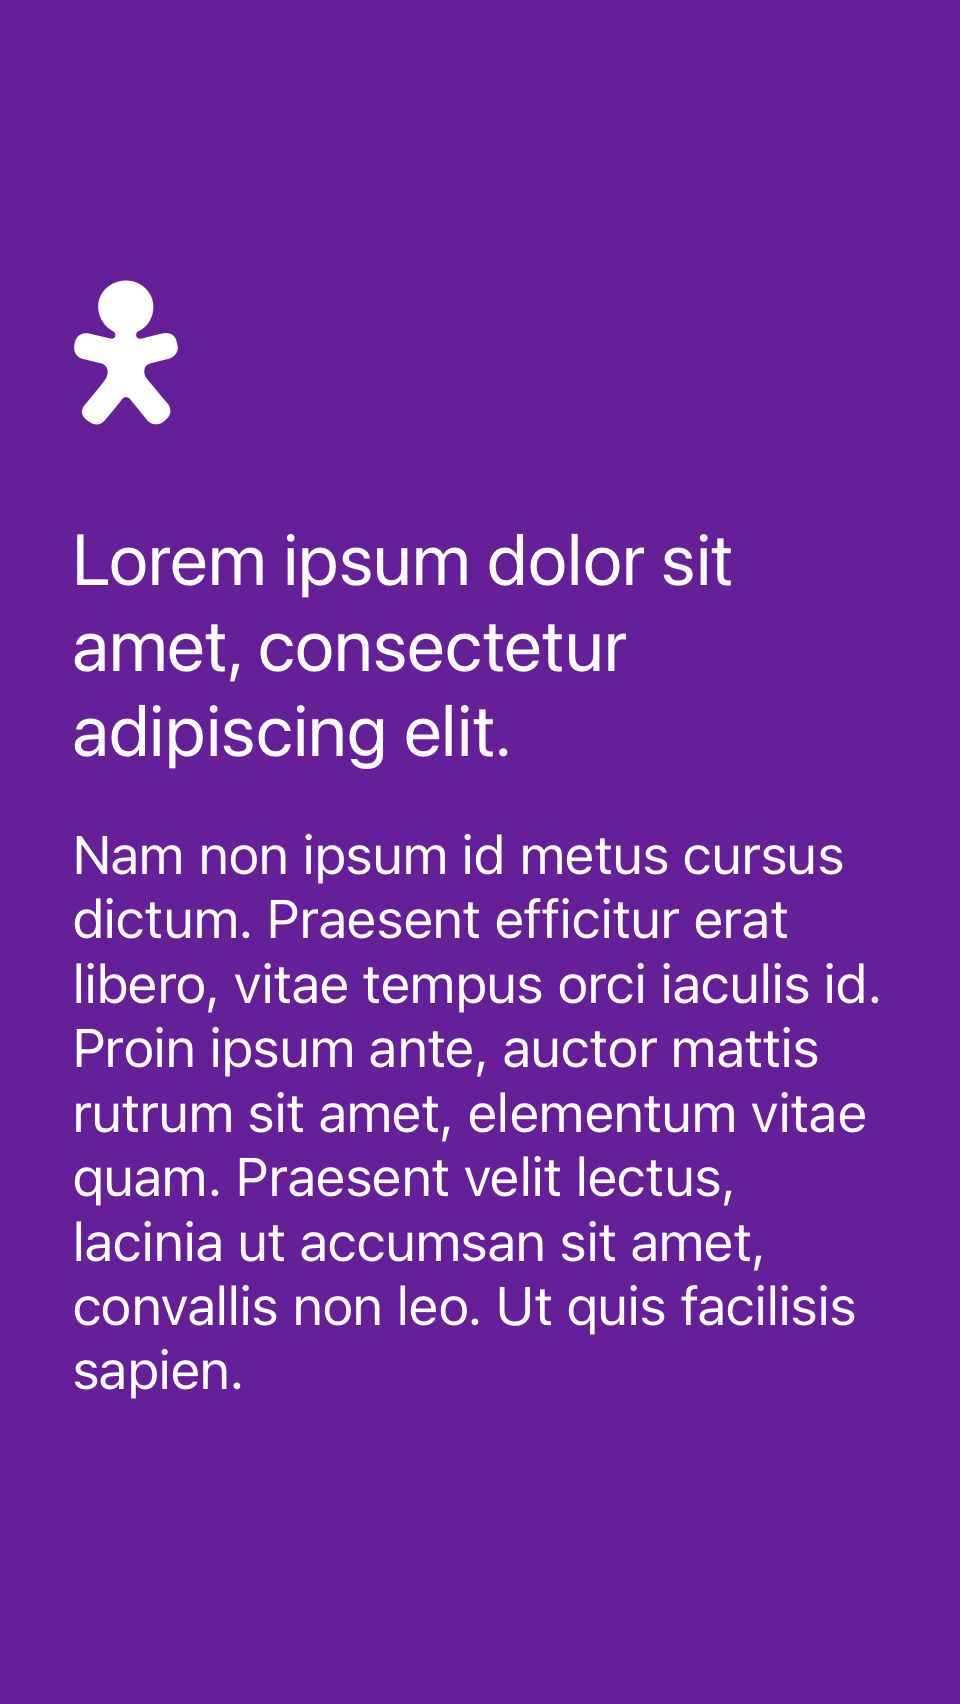 Lorem ipsum dolor sit
amet, consectetur
adipiscing elit.
Nam non ipsum id metus cursus
dictum. Praesent efficitur erat
libero, vitae tempus orci iaculis id.
Proin ipsum ante, auctor mattis
rutrum sit amet, elementum vitae
quam. Praesent velit lectus,
lacinia ut accumsan sit amet,
convallis non leo. Ut quis facilisis
sapien.